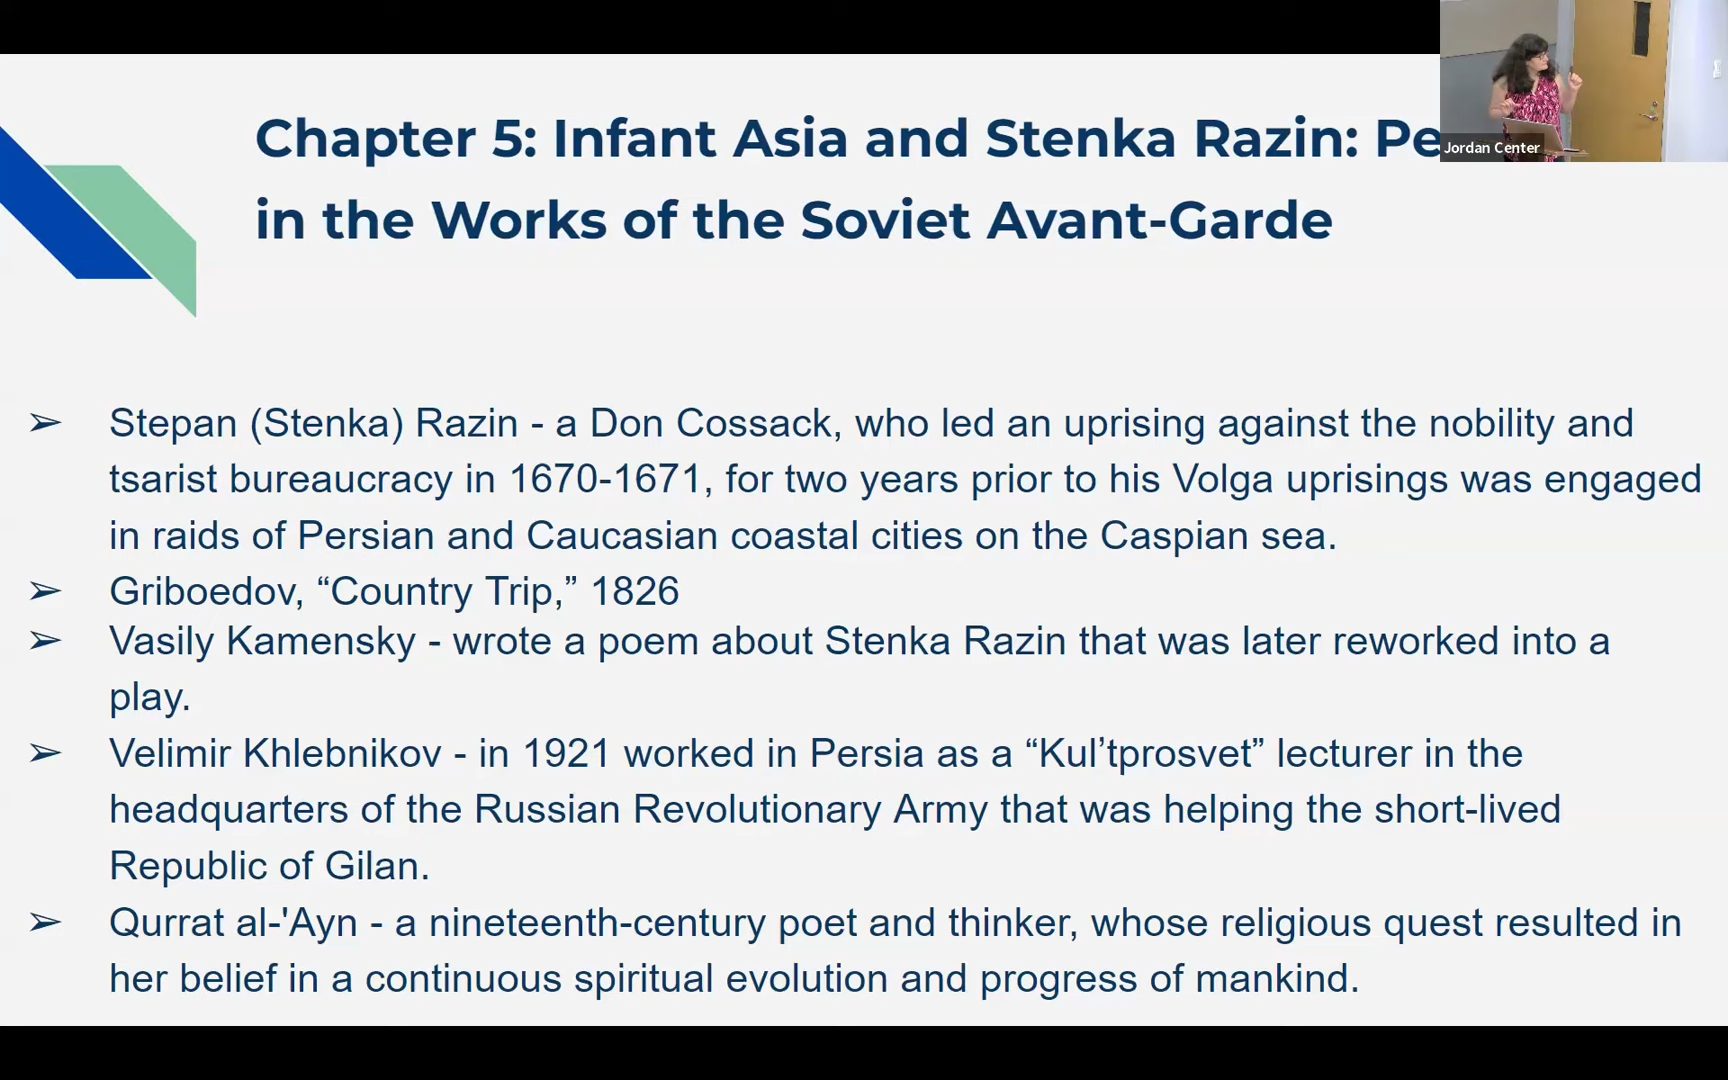 Chapter 5: Infant Asia and Stenka Razin:
in the Works of the Soviet Avant-Garde
Jordan Center
➢ Stepan (Stenka) Razin - a Don Cossack, who led an uprising against the nobility and
tsarist bureaucracy in 1670-1671, for two years prior to his Volga uprisings was engaged
in raids of Persian and Caucasian coastal cities on the Caspian sea.
➢ Griboedov, “Country Trip,” 1826
➢ Vasily Kamensky - wrote a poem about Stenka Razin that was later reworked into a
play.
➢ Velimir Khlebnikov - in 1921 worked in Persia as a “Kul’tprosvet” lecturer in the
headquarters of the Russian Revolutionary Army that was helping the short-lived
Republic of Gilan.
➢ Qurrat al-'Ayn - a nineteenth-century poet and thinker, whose religious quest resulted in
her belief in a continuous spiritual evolution and progress of mankind.